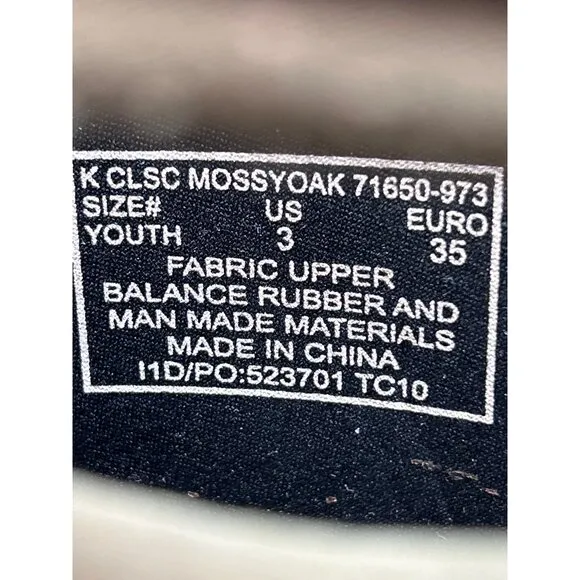 K CLSC MOSSYOAK 71650-973
SIZE# US EURO
YOUTH 3 35
FABRIC UPPER
BALANCE RUBBER AND
MAN MADE MATERIALS
MADE IN CHINA
I1D/PO:523701 TC10